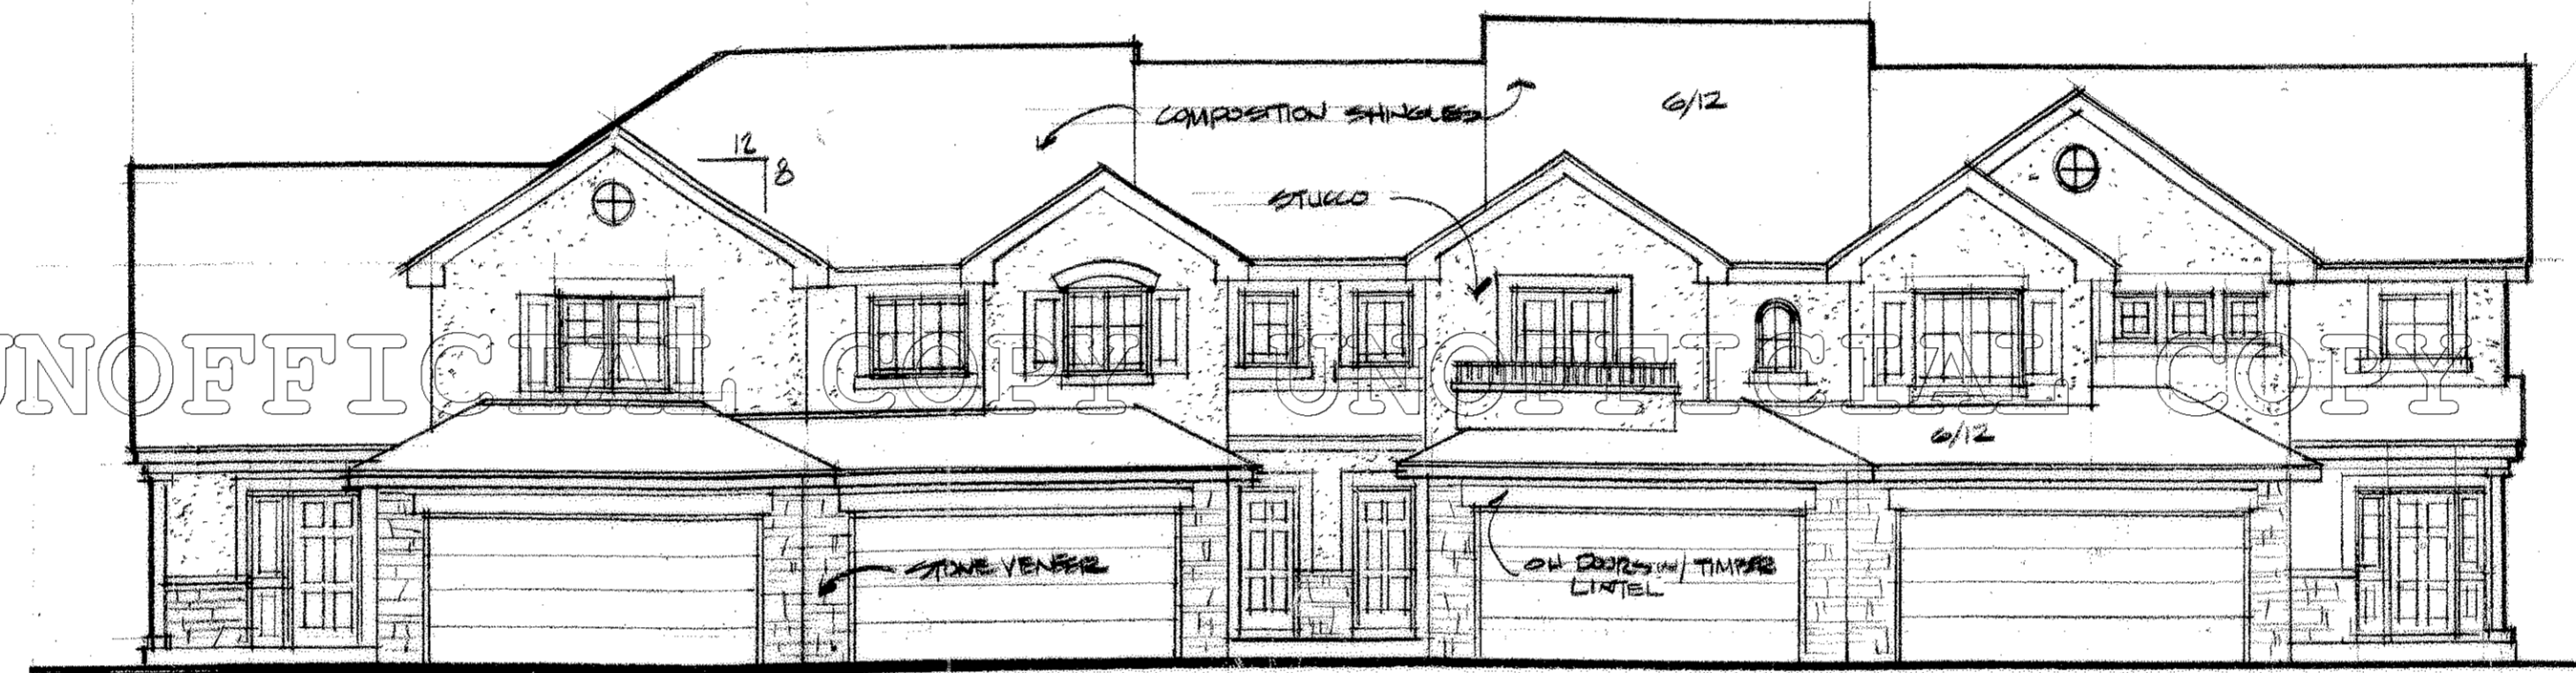 COMPOSITION SHINGLES
6/12
12
8
STUCCO
UNOFFICIAL COPY UNOFFICIAL COPY
6/12
STONE VENEER
OH DOORS W/ TIMBER
LINTEL